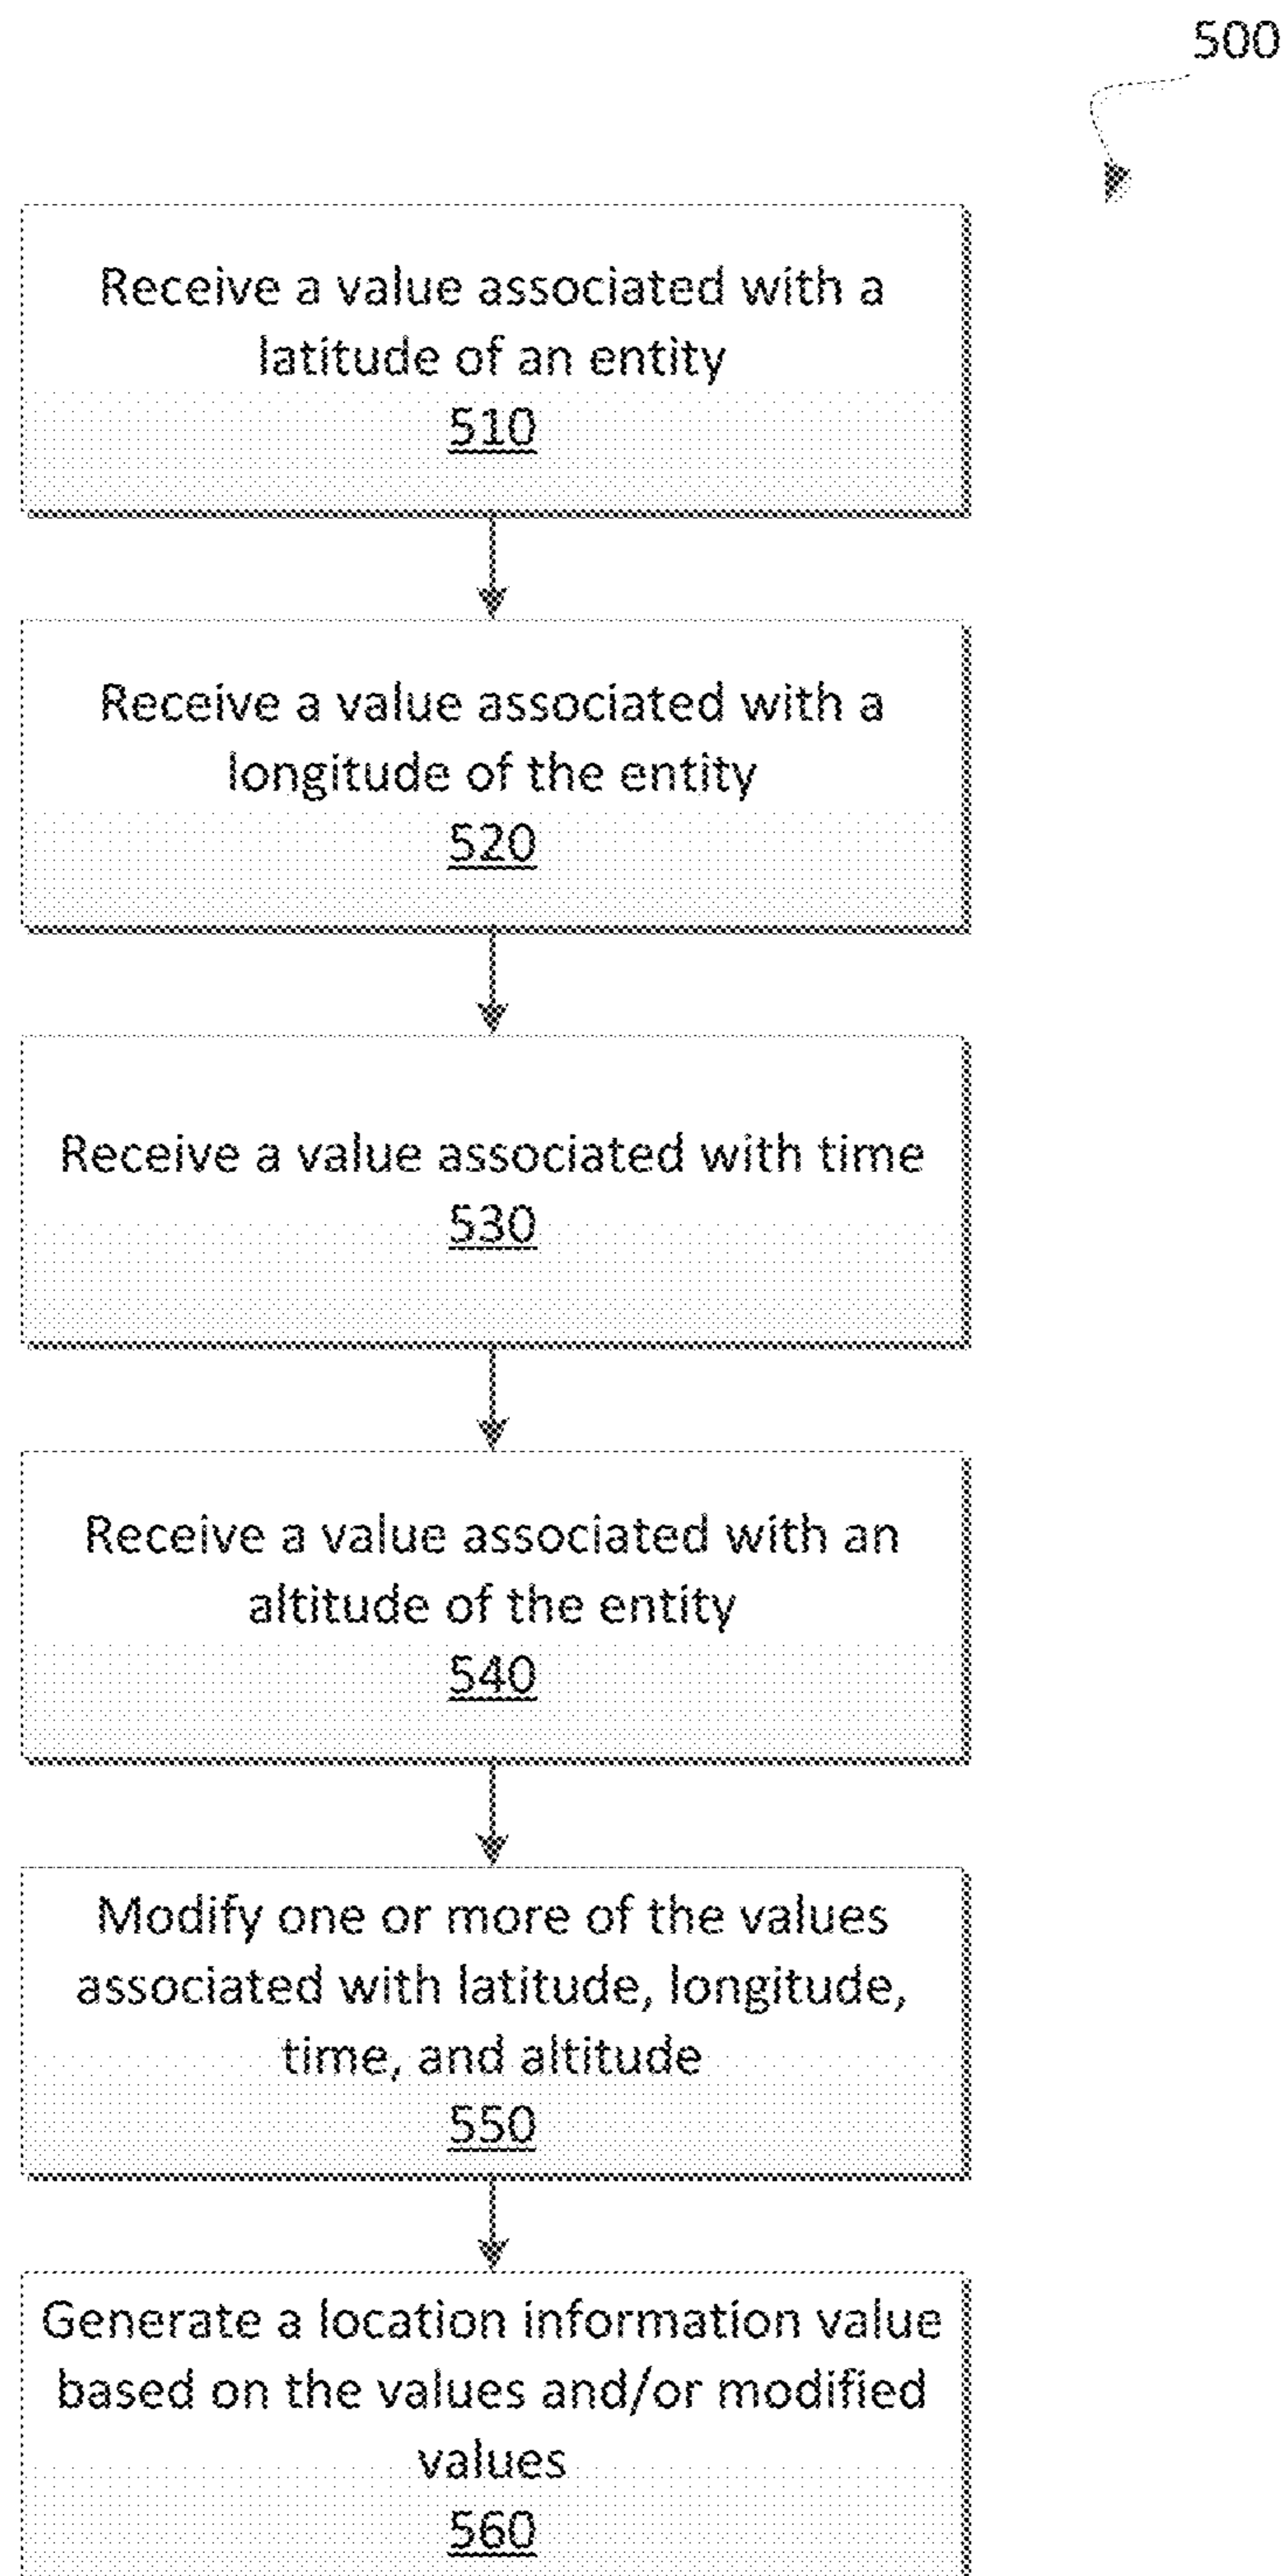 500
Receive a value associated with a
latitude of an entity
510
Receive a value associated with a
longitude of the entity
520
Receive a value associated with time
530
Receive a value associated with an
altitude of the entity
540
Modify one or more of the values
associated with latitude, longitude,
time, and altitude
550
Generate a location information value
based on the values and/or modified
values
560